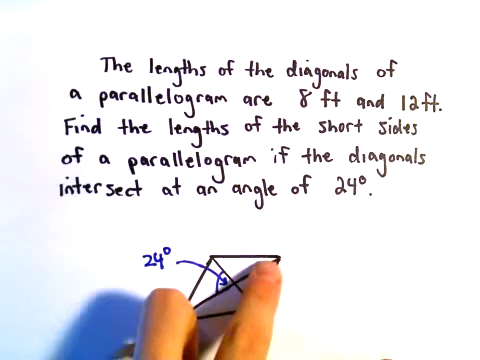 The lengths of the diagonals of
a parallelogram are 8 ft and 12 ft.
Find the lengths of the short sides
of a parallelogram if the diagonals
intersect at an angle of 24°.
24°